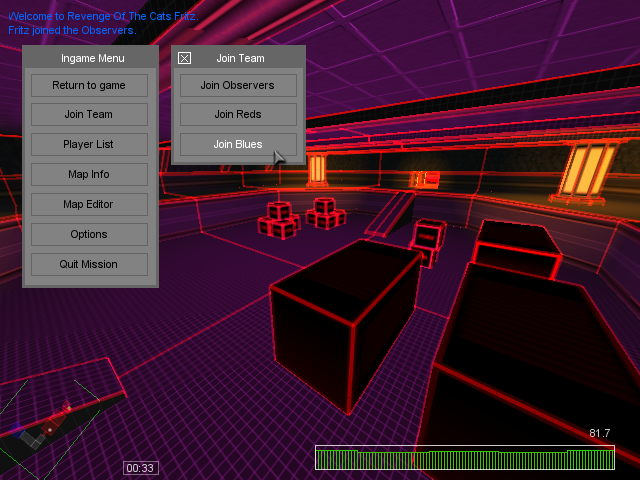 Welcome to Revenge Of The Cats Fritz.
Fritz joined the Observers.
Ingame Menu
Return to game
Join Team
Player List
Map Info
Map Editor
Options
Quit Mission
Join Team
Join Observers
Join Reds
Join Blues
81.7
00:33